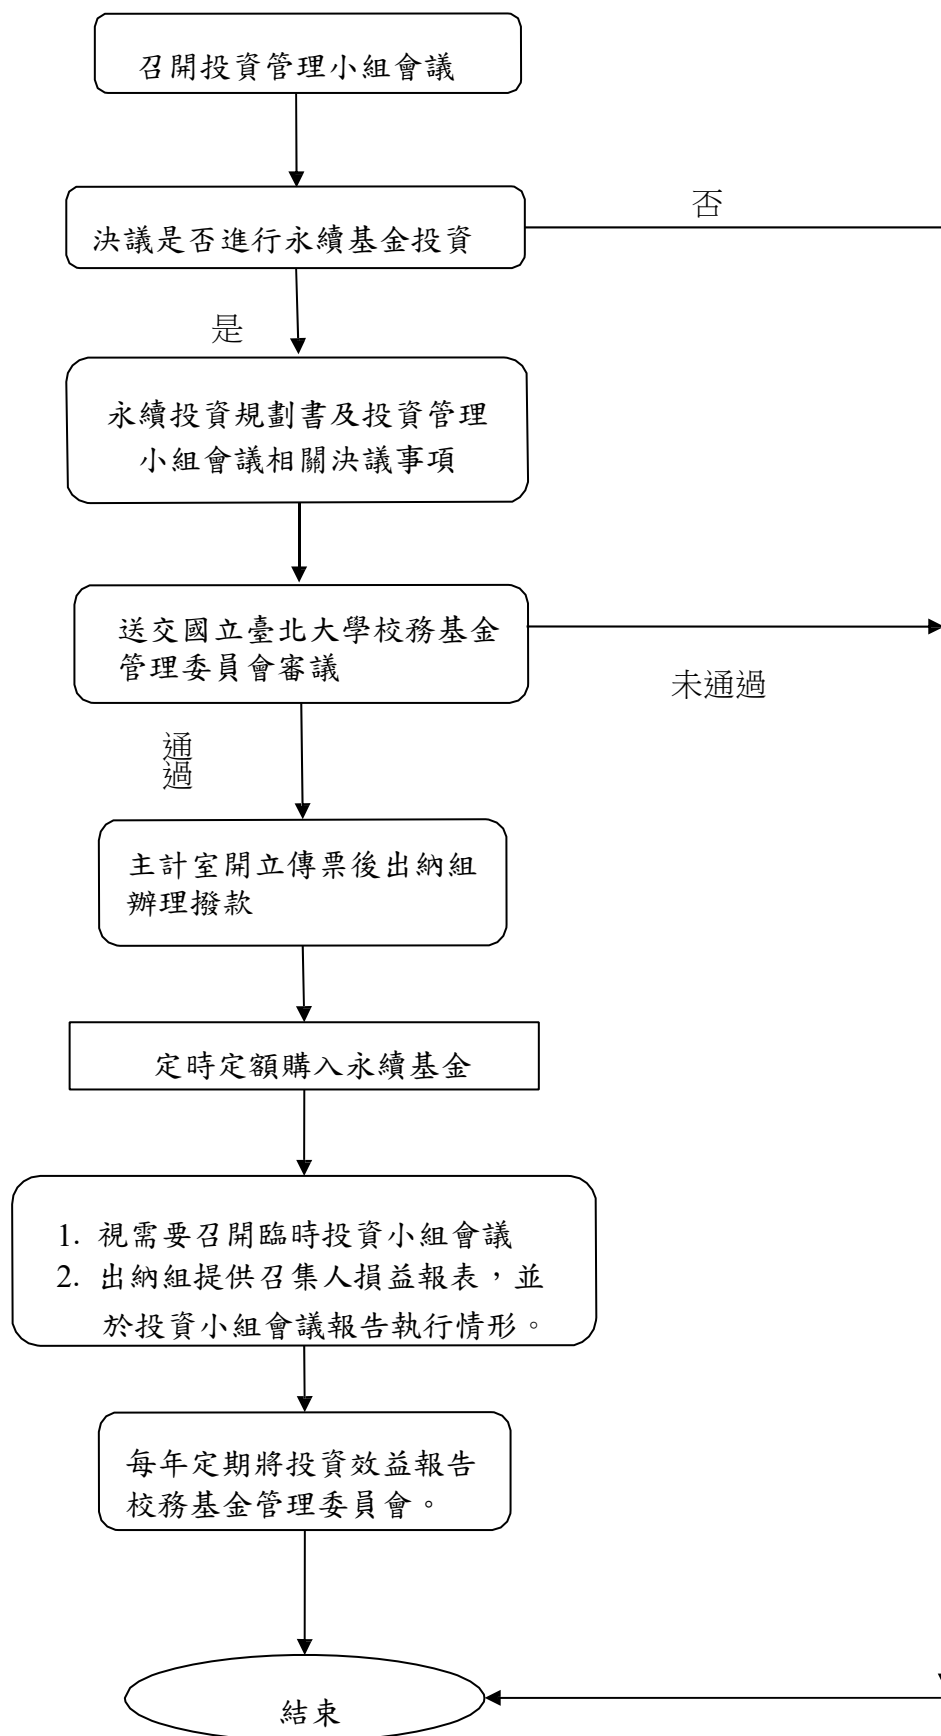 召開投資管理小組會議
否
決議是否進行永續基金投資
是
永續投資規劃書及投資管理
小組會議相關決議事項
送交國立臺北大學校務基金
管理委員會審議
未通過
通過
主計室開立傳票後出納組
辦理撥款
定時定額購入永續基金
1. 視需要召開臨時投資小組會議
2. 出納組提供召集人損益報表，並
於投資小組會議報告執行情形。
每年定期將投資效益報告
校務基金管理委員會。
結束